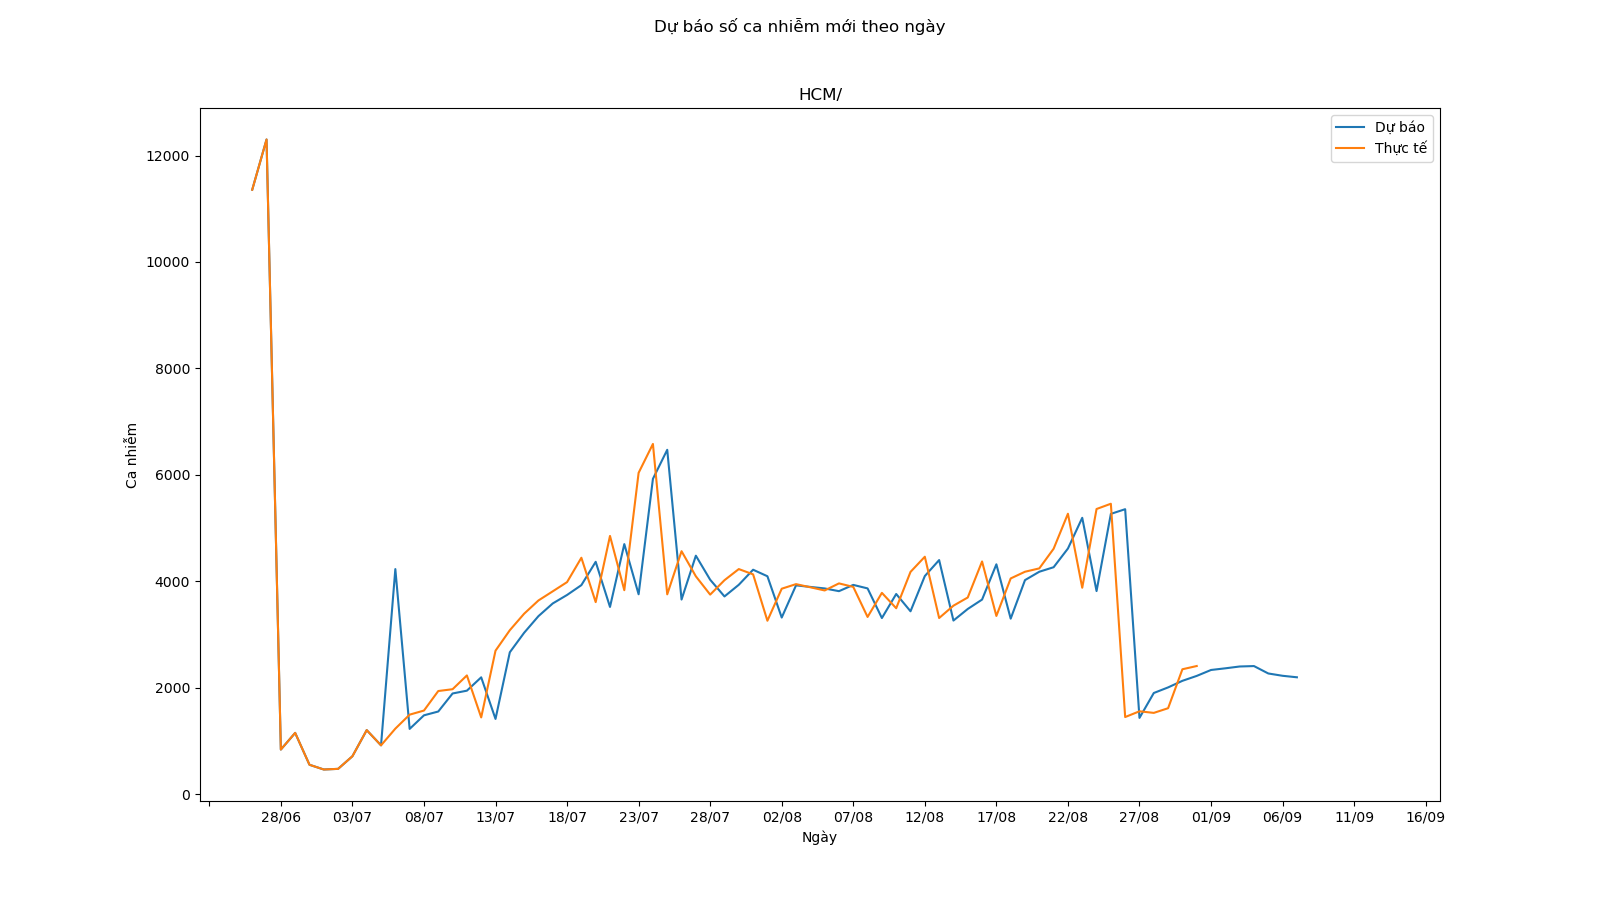 Dự báo số ca nhiễm mới theo ngày
HCM/
Dự báo
Thực tế
12000
10000
8000
6000
4000
2000
0
Ca nhiễm
28/06 03/07 08/07 13/07 18/07 23/07 28/07 02/08 07/08 12/08 17/08 22/08 27/08 01/09 06/09 11/09 16/09
Ngày